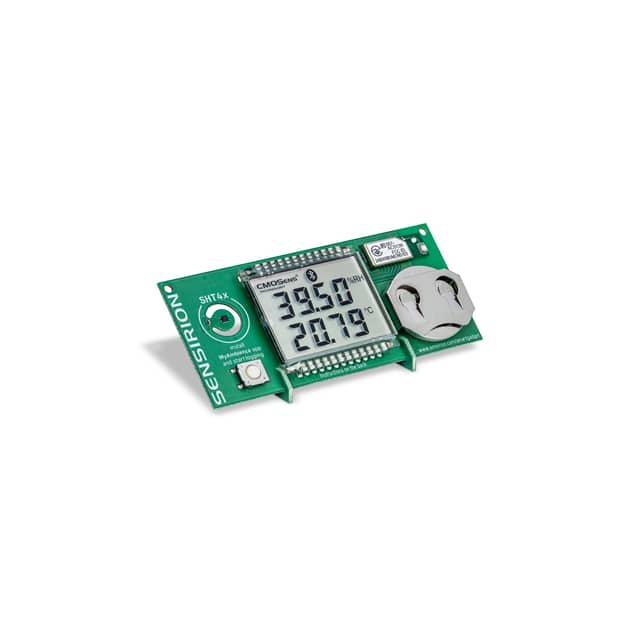 SENSIRION
SHT4x
Install
MyAmbience app
and start logging
CMOSens®
39.50 %RH
20.79 °C
Instructions on the back